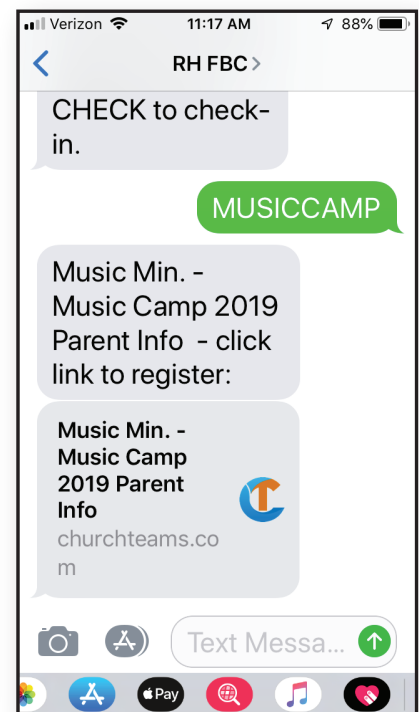 Verizon 11:17 AM 88%
RH FBC
CHECK to check-
in.
MUSICCAMP
Music Min. -
Music Camp 2019
Parent Info - click
link to register:
Music Min. -
Music Camp
2019 Parent
Info
churchteams.co
m
Text Messa...
Pay